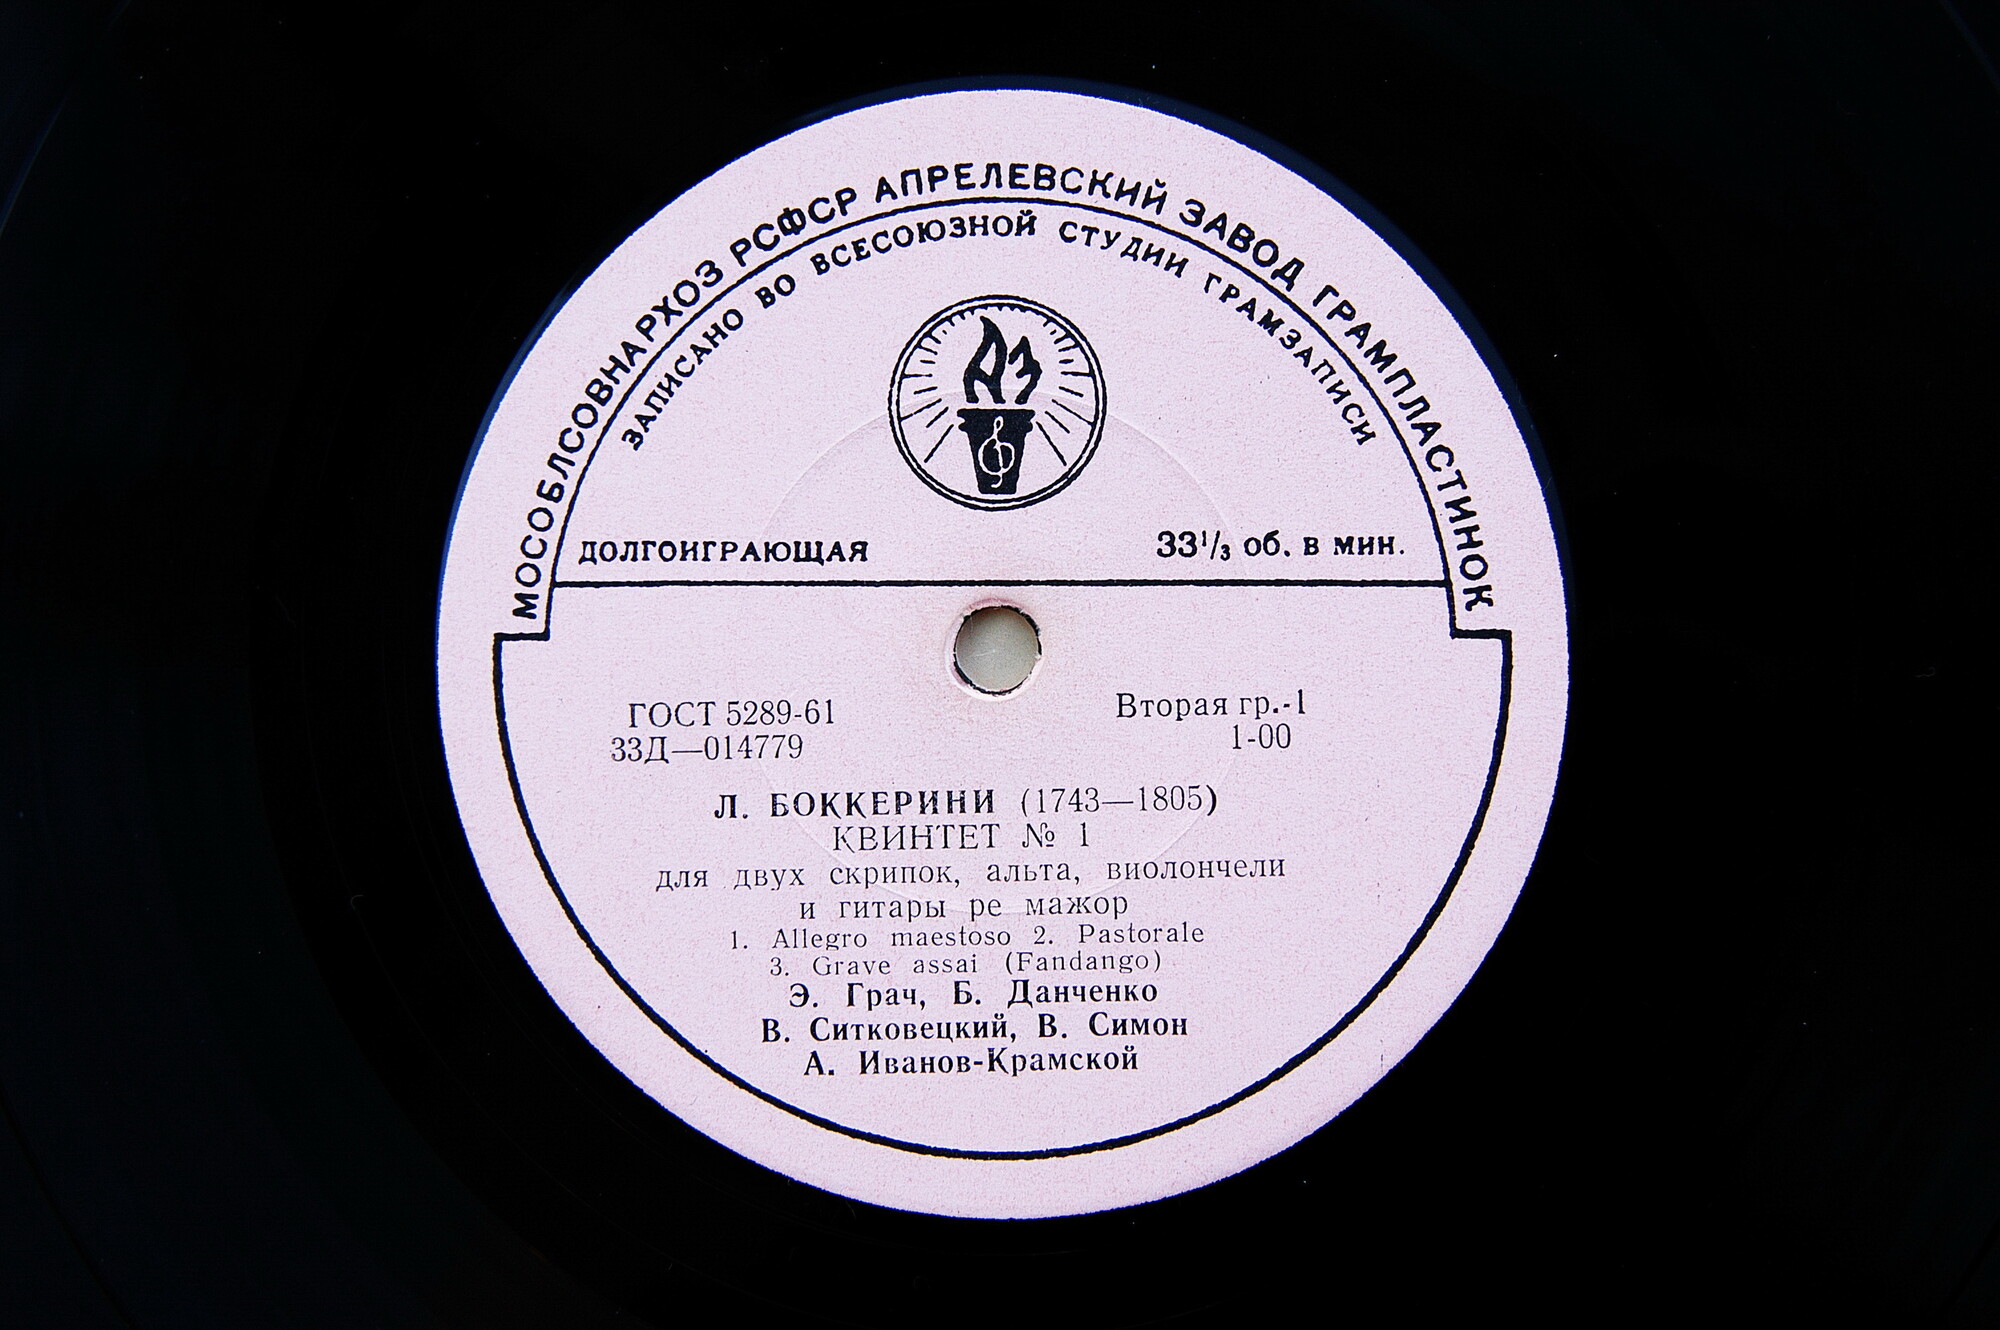 МОСОБЛСОВНАРХОЗ РСФСР АПРЕЛЕВСКИЙ ЗАВОД ГРАМПЛАСТИНОК
ЗАПИСАНО ВО ВСЕСОЮЗНОЙ СТУДИИ ГРАМЗАПИСИ
АЗ
ДОЛГОИГРАЮЩАЯ 33 1/3 об. в мин.
ГОСТ 5289-61 Вторая гр.-1
33Д—014779 1-00
Л. БОККЕРИНИ (1743—1805)
КВИНТЕТ № 1
для двух скрипок, альта, виолончели
и гитары ре мажор
1. Allegro maestoso 2. Pastorale
3. Grave assai (Fandango)
Э. Грач, Б. Данченко
В. Ситковецкий, В. Симон
А. Иванов-Крамской